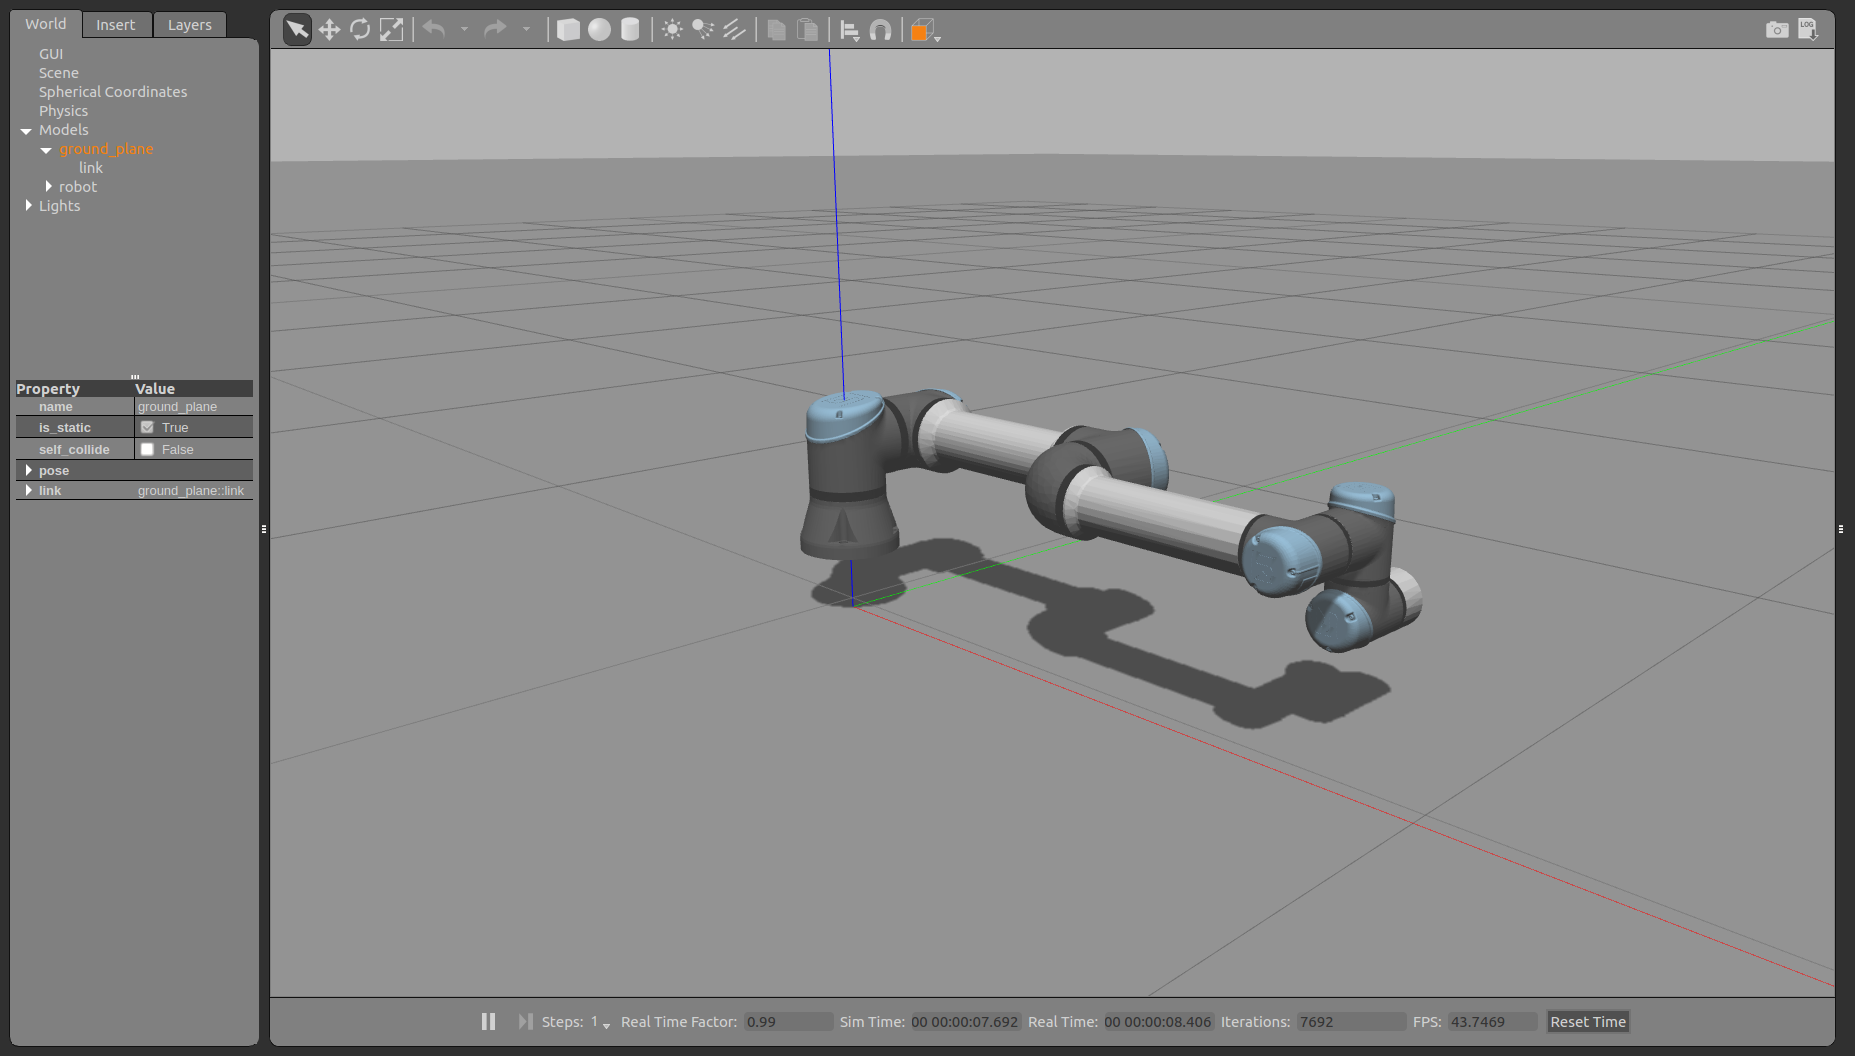 World Insert Layers
GUI
Scene
Spherical Coordinates
Physics
Models
ground_plane
link
robot
Lights
Property Value
name ground_plane
is_static True
self_collide False
pose
link ground_plane::link
LOG
Steps: 1 Real Time Factor: 0.99 Sim Time: 00 00:00:07.692 Real Time: 00 00:00:08.406 Iterations: 7692 FPS: 43.7469 Reset Time